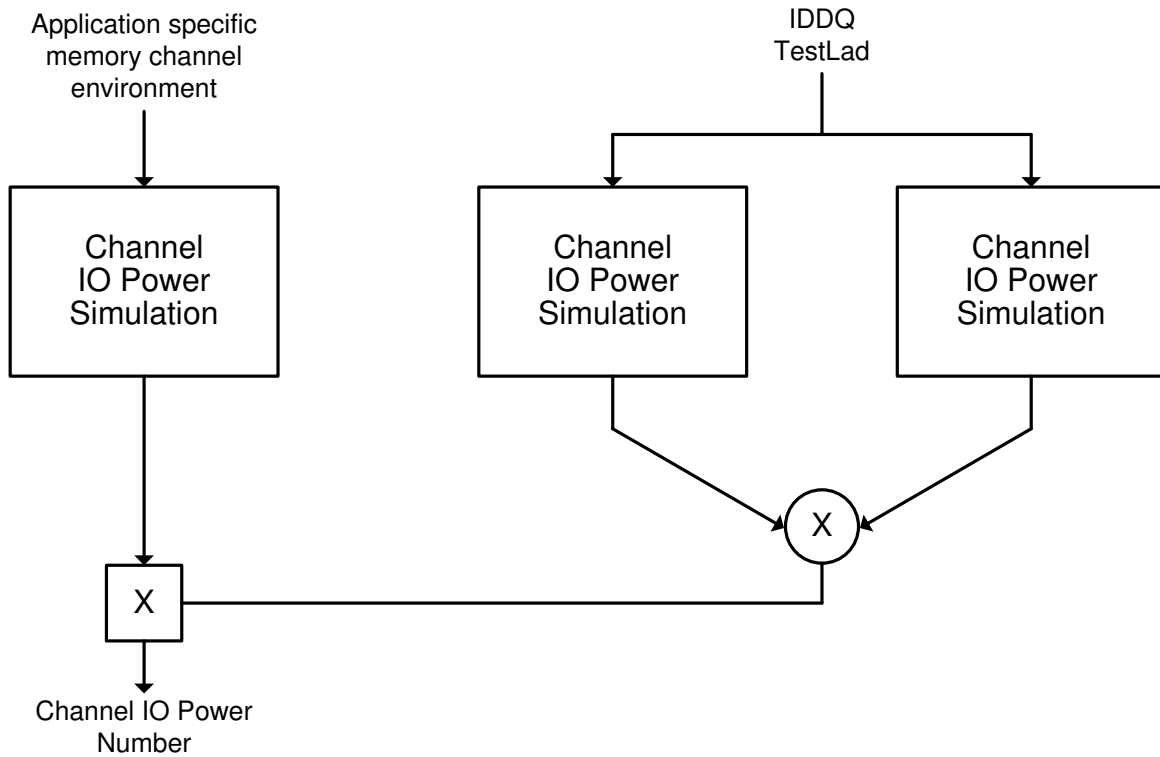 Application specific
memory channel
environment
IDDQ
TestLad
Channel
IO Power
Simulation
Channel
IO Power
Simulation
Channel
IO Power
Simulation
X
X
Channel IO Power
Number